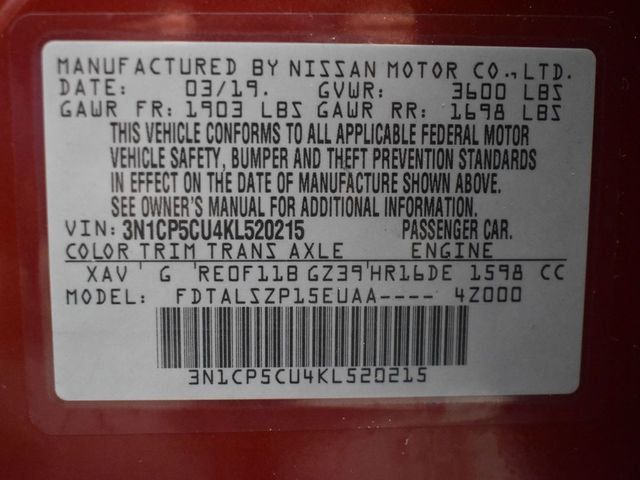 MANUFACTURED BY NISSAN MOTOR CO., LTD.
DATE: 03/19. GVWR: 3600 LBS
GAWR FR: 1903 LBS GAWR RR: 1698 LBS
THIS VEHICLE CONFORMS TO ALL APPLICABLE FEDERAL MOTOR
VEHICLE SAFETY, BUMPER AND THEFT PREVENTION STANDARDS
IN EFFECT ON THE DATE OF MANUFACTURE SHOWN ABOVE.
SEE OWNER'S MANUAL FOR ADDITIONAL INFORMATION.
VIN: 3N1CP5CU4KL520215 PASSENGER CAR.
COLOR TRIM TRANS AXLE ENGINE
XAV G RE0F11B GZ39 HR16DE 1598 CC
MODEL: FDTALSZP15EUAA---- 4Z000
3N1CP5CU4KL520215